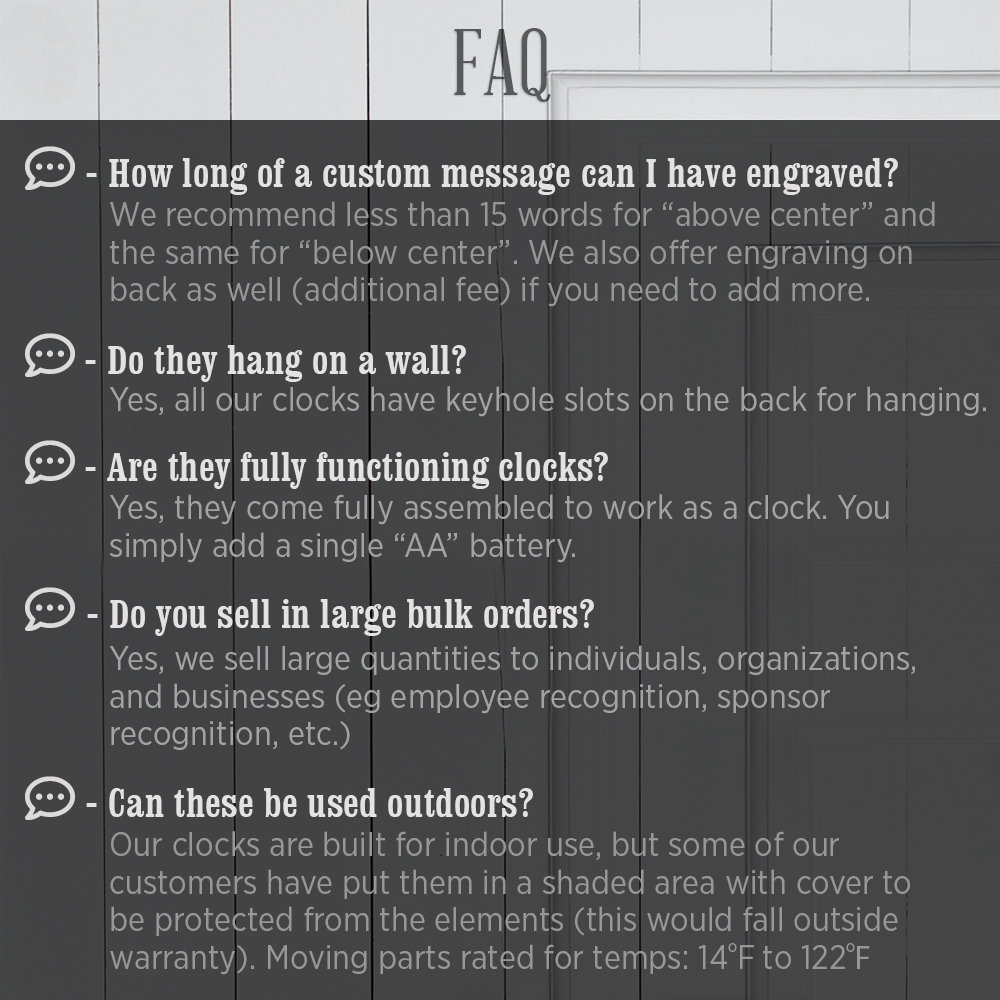 FAQ
- How long of a custom message can I have engraved?
We recommend less than 15 words for “above center” and
the same for “below center”. We also offer engraving on
back as well (additional fee) if you need to add more.
- Do they hang on a wall?
Yes, all our clocks have keyhole slots on the back for hanging.
- Are they fully functioning clocks?
Yes, they come fully assembled to work as a clock. You
simply add a single “AA” battery.
- Do you sell in large bulk orders?
Yes, we sell large quantities to individuals, organizations,
and businesses (eg employee recognition, sponsor
recognition, etc.)
- Can these be used outdoors?
Our clocks are built for indoor use, but some of our
customers have put them in a shaded area with cover to
be protected from the elements (this would fall outside
warranty). Moving parts rated for temps: 14°F to 122°F